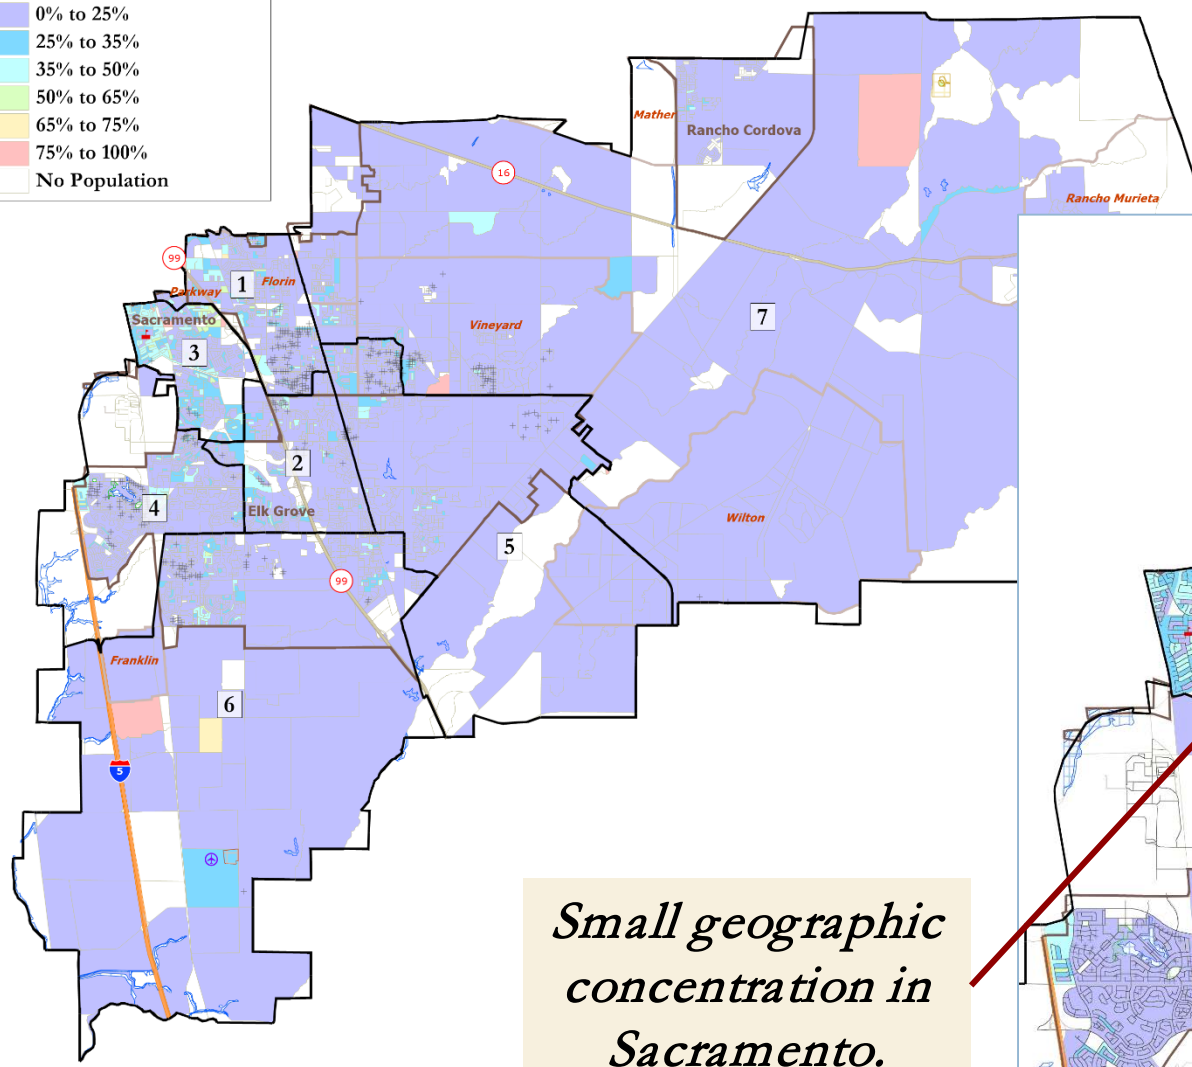 0% to 25%
25% to 35%
35% to 50%
50% to 65%
65% to 75%
75% to 100%
No Population
Mather
Rancho Cordova
16
Rancho Murieta
99
1
Florin
Parkway
Sacramento
Vineyard
7
3
2
4
Elk Grove
Wilton
5
99
Franklin
6
5
Small geographic
concentration in
Sacramento.